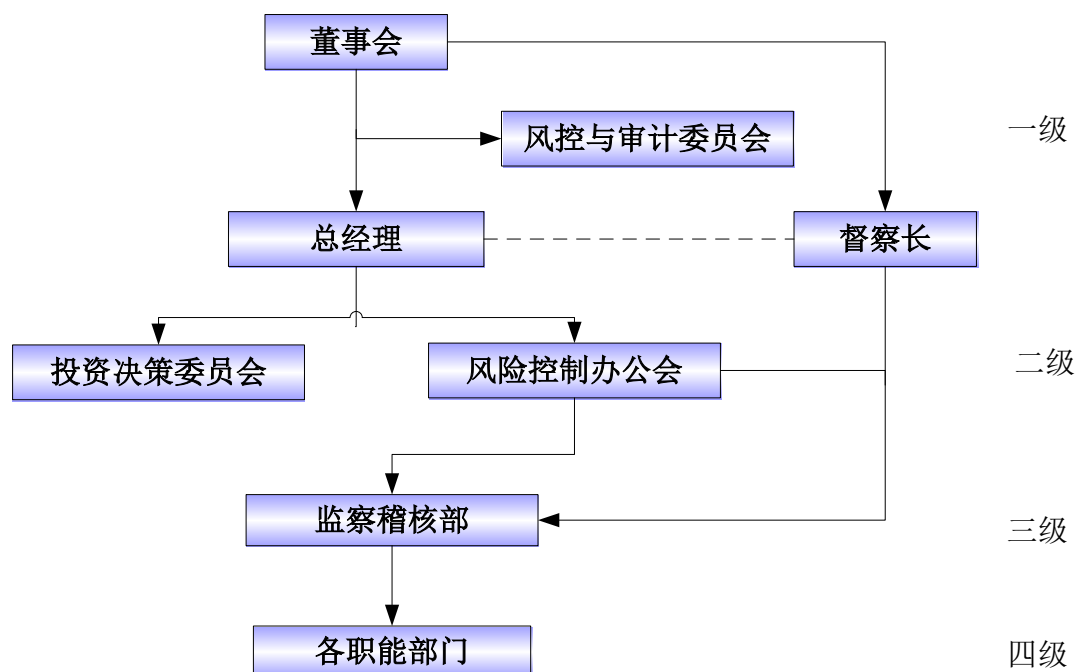 董事会
风控与审计委员会
一级
总经理
督察长
投资决策委员会
风险控制办公会
二级
监察稽核部
三级
各职能部门
四级